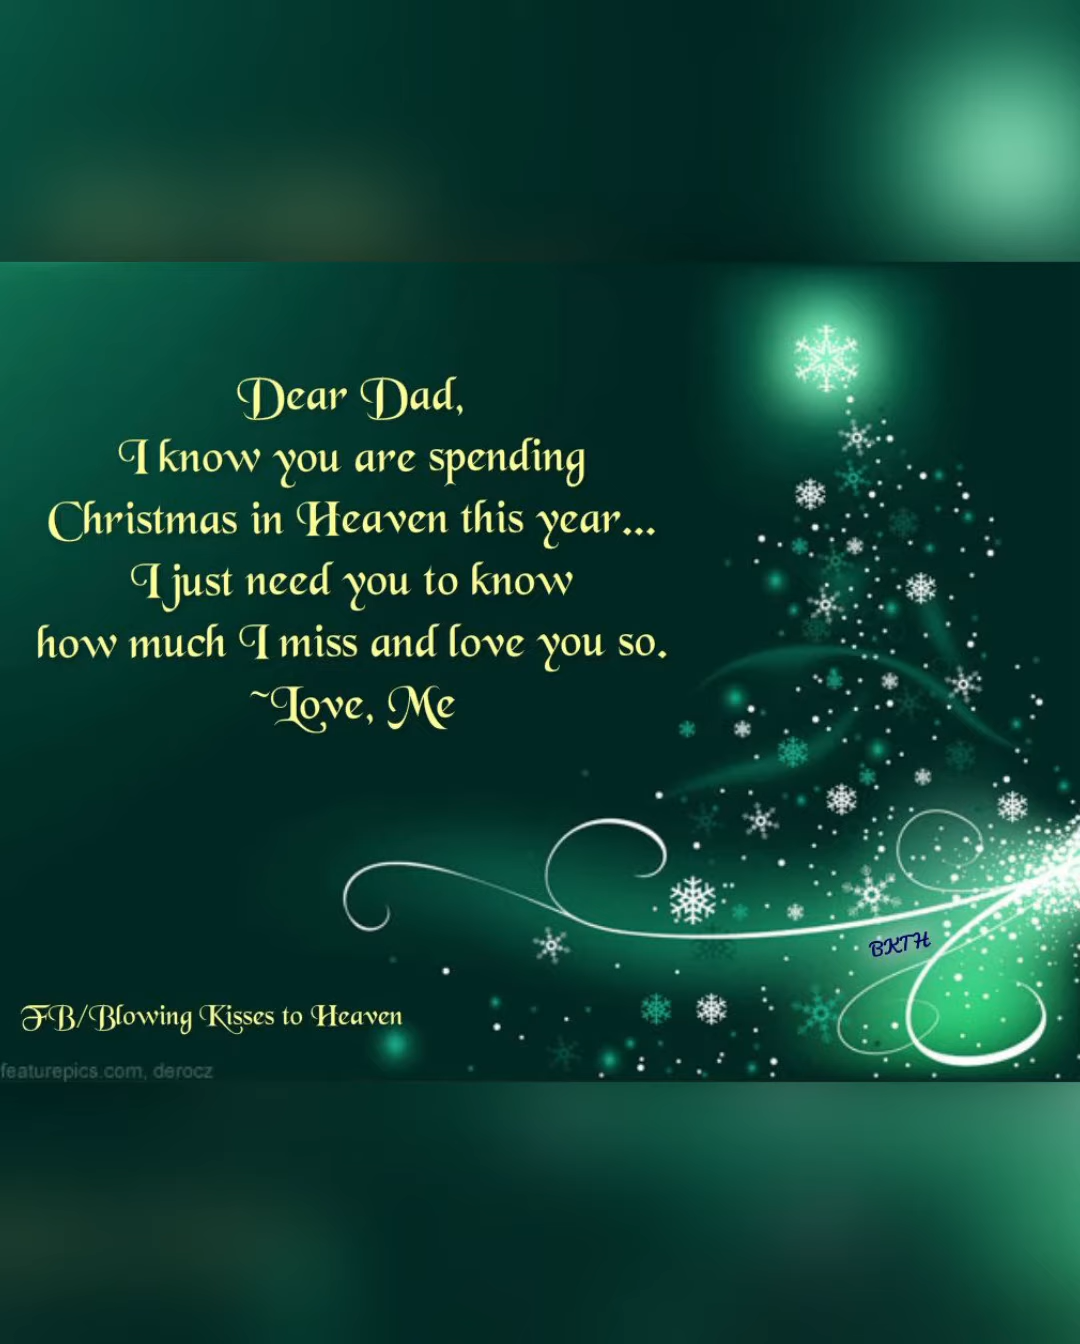 Dear Dad,
I know you are spending
Christmas in Heaven this year...
I just need you to know
how much I miss and love you so.
~Love, Me
BKTH
FB/Blowing Kisses to Heaven
featurepics.com, derocz